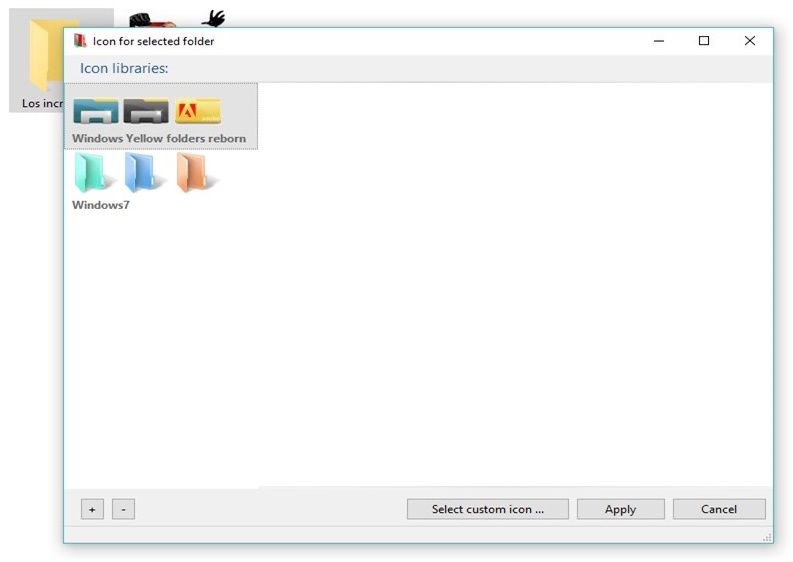 Icon for selected folder
Icon libraries:
Los incr
Windows Yellow folders reborn
Windows7
+
-
Select custom icon ...
Apply
Cancel